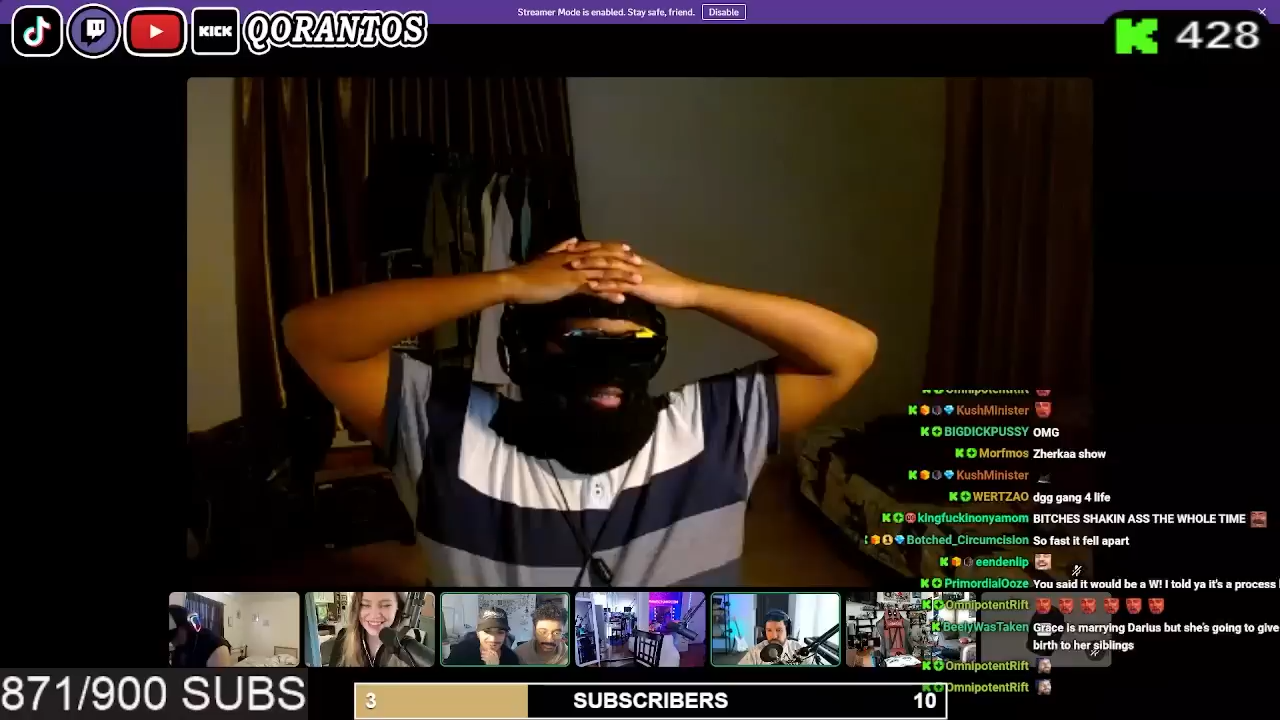 Streamer Mode is enabled. Stay safe, friend. Disable
KICK QORANTOS
428
OmnipotentRift
KushMinister
BIGDICKPUSSY OMG
Morfmos Zherkaa show
KushMinister
WERTZAO dgg gang 4 life
kingfuckinonyamom BITCHES SHAKIN ASS THE WHOLE TIME
Botched_Circumcision So fast it fell apart
eendenlip
PrimordialOoze You said it would be a W! I told ya it's a process
OmnipotentRift
BeelyWasTaken Grace is marrying Darius but she's going to give
birth to her siblings
OmnipotentRift
OmnipotentRift
871/900 SUBS
3 SUBSCRIBERS 10